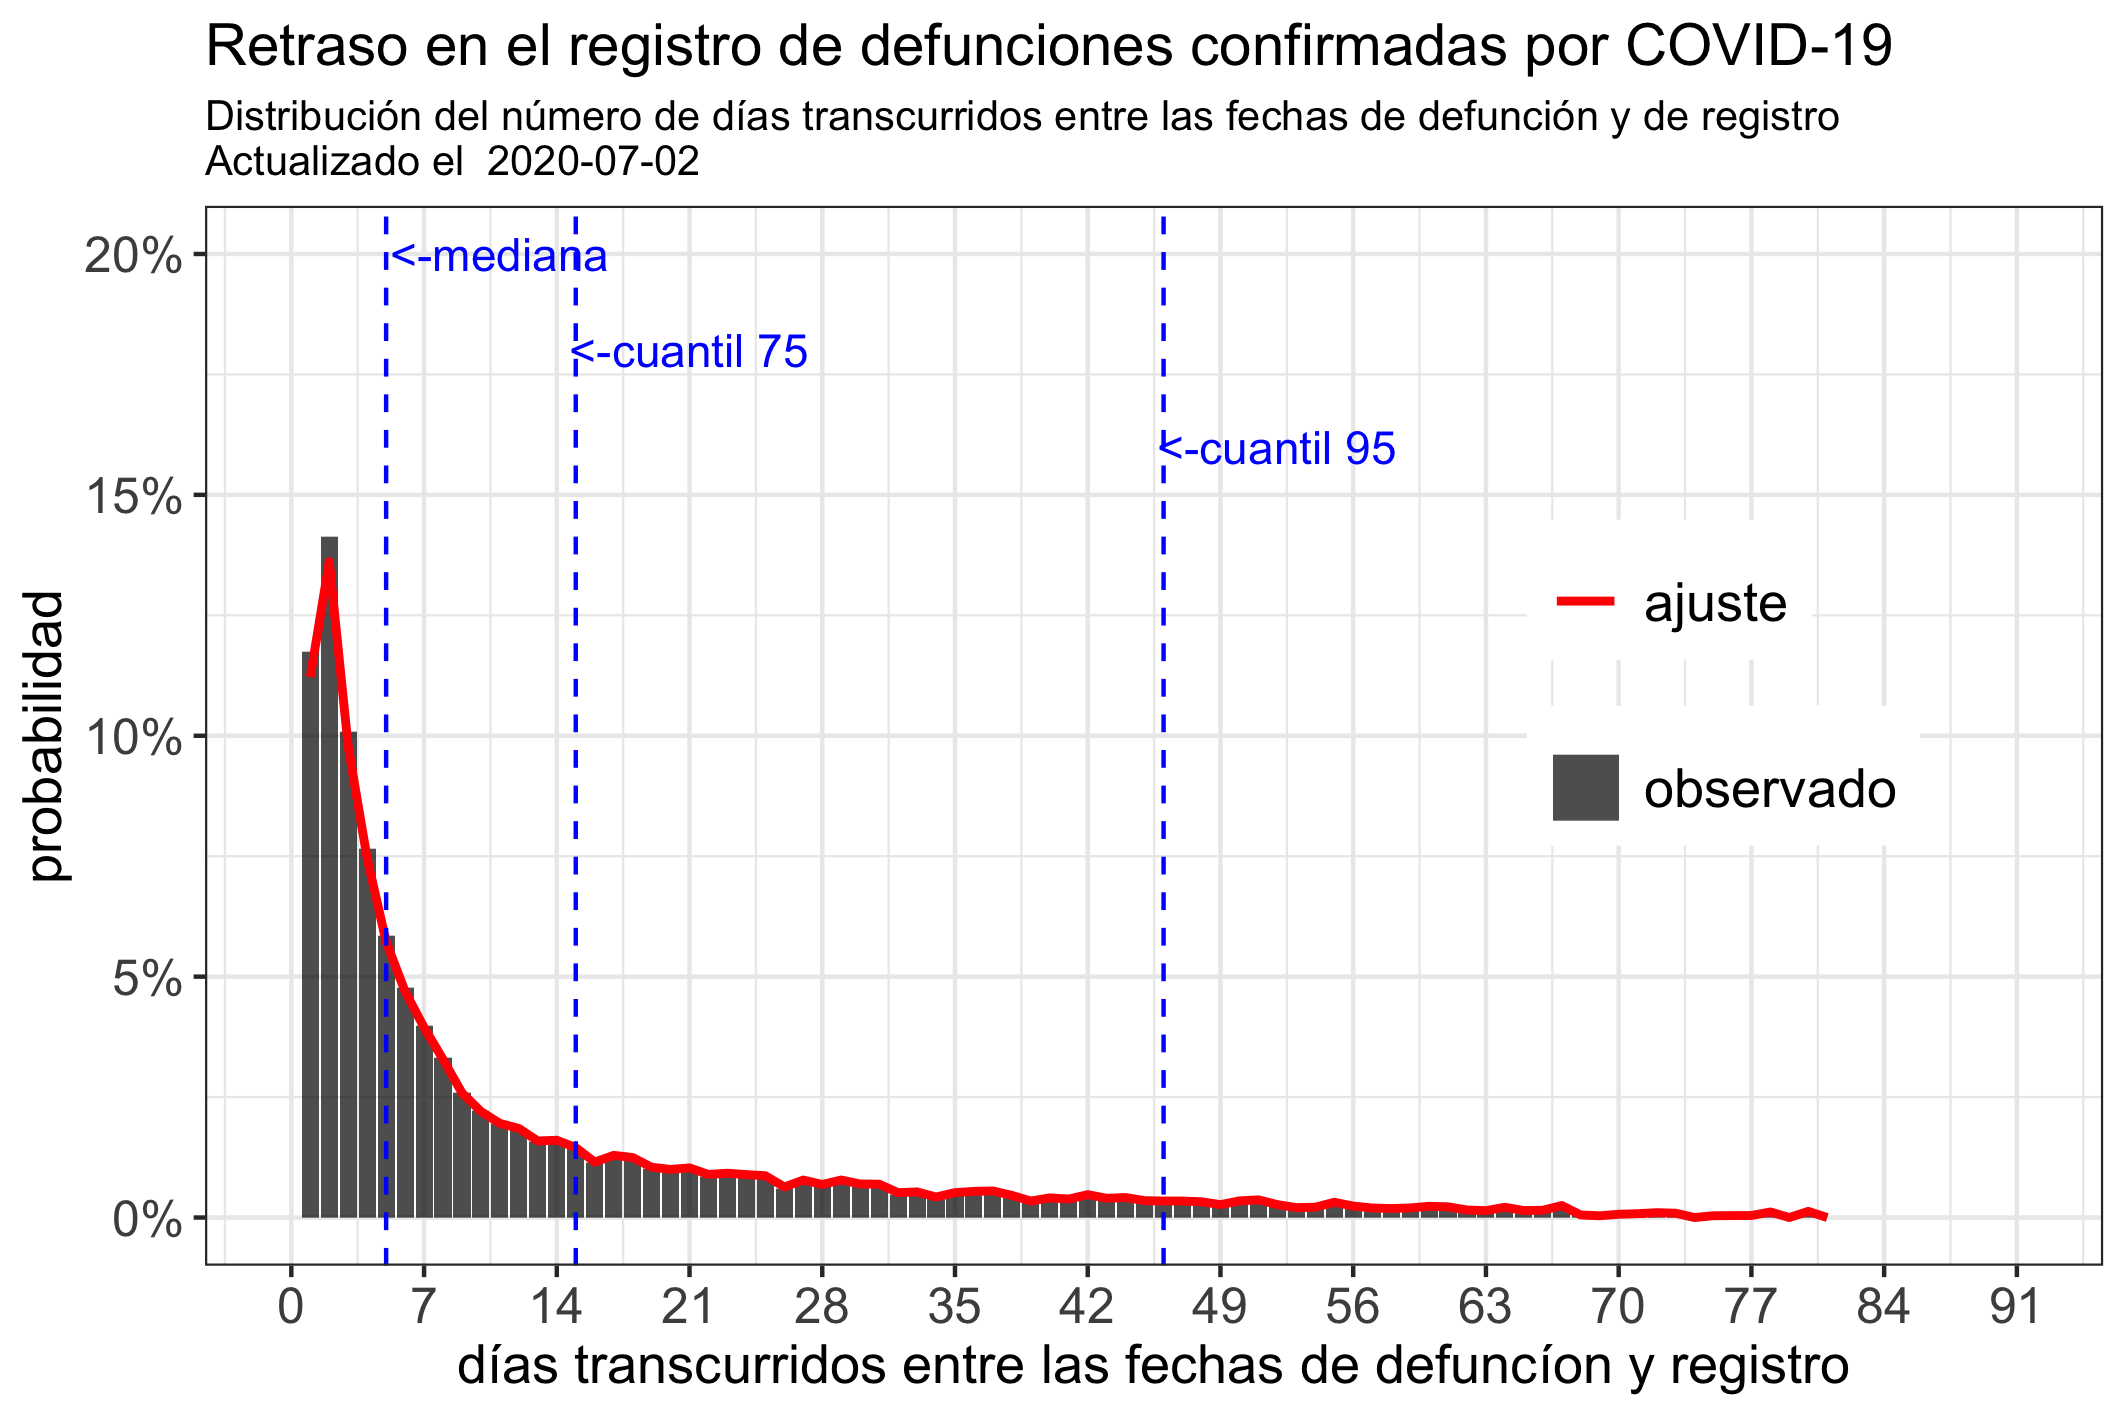 Retraso en el registro de defunciones confirmadas por COVID-19
Distribución del número de días transcurridos entre las fechas de defunción y de registro
Actualizado el  2020-07-02
20%
15%
10%
5%
0%
probabilidad
<-mediana
<-cuantil 75
<-cuantil 95
ajuste
observado
0 7 14 21 28 35 42 49 56 63 70 77 84 91
días transcurridos entre las fechas de defuncíon y registro